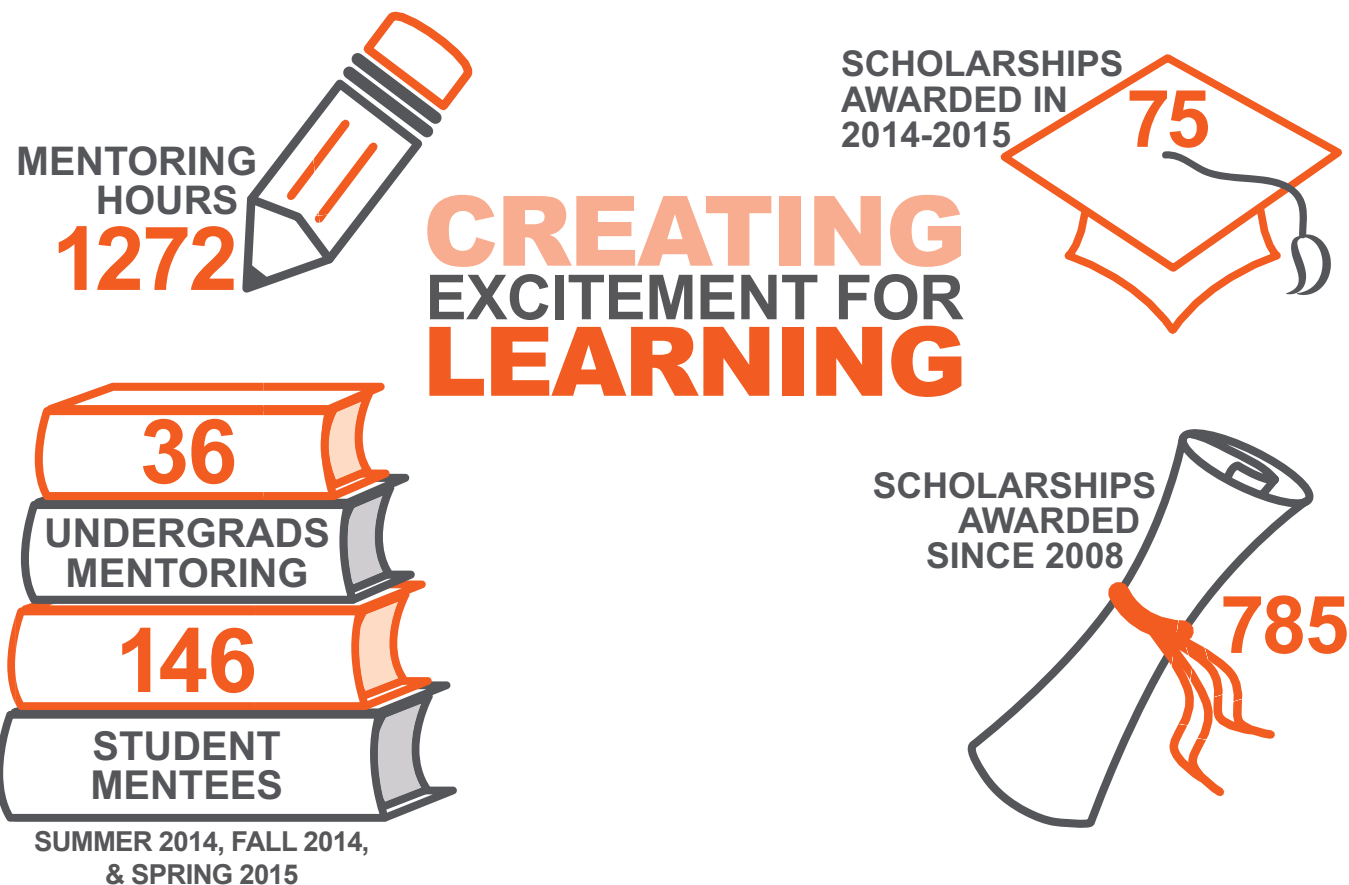 MENTORING
HOURS
1272
CREATING
EXCITEMENT FOR
LEARNING
SCHOLARSHIPS
AWARDED IN
2014-2015
75
36
UNDERGRADS
MENTORING
146
STUDENT
MENTEES
SUMMER 2014, FALL 2014,
& SPRING 2015
SCHOLARSHIPS
AWARDED
SINCE 2008
785